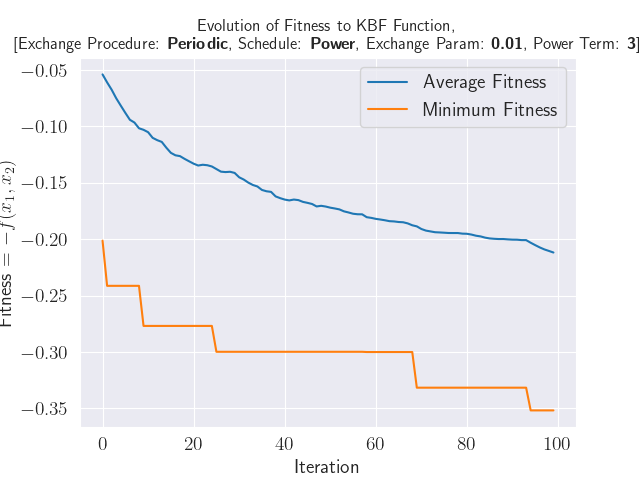 Evolution of Fitness to KBF Function,
[Exchange Procedure: Periodic, Schedule: Power, Exchange Param: 0.01, Power Term: 3]
−0.05
−0.10
−0.15
−0.20
−0.25
−0.30
−0.35
Fitness = −f(x₁, x₂)
Average Fitness
Minimum Fitness
0 20 40 60 80 100
Iteration